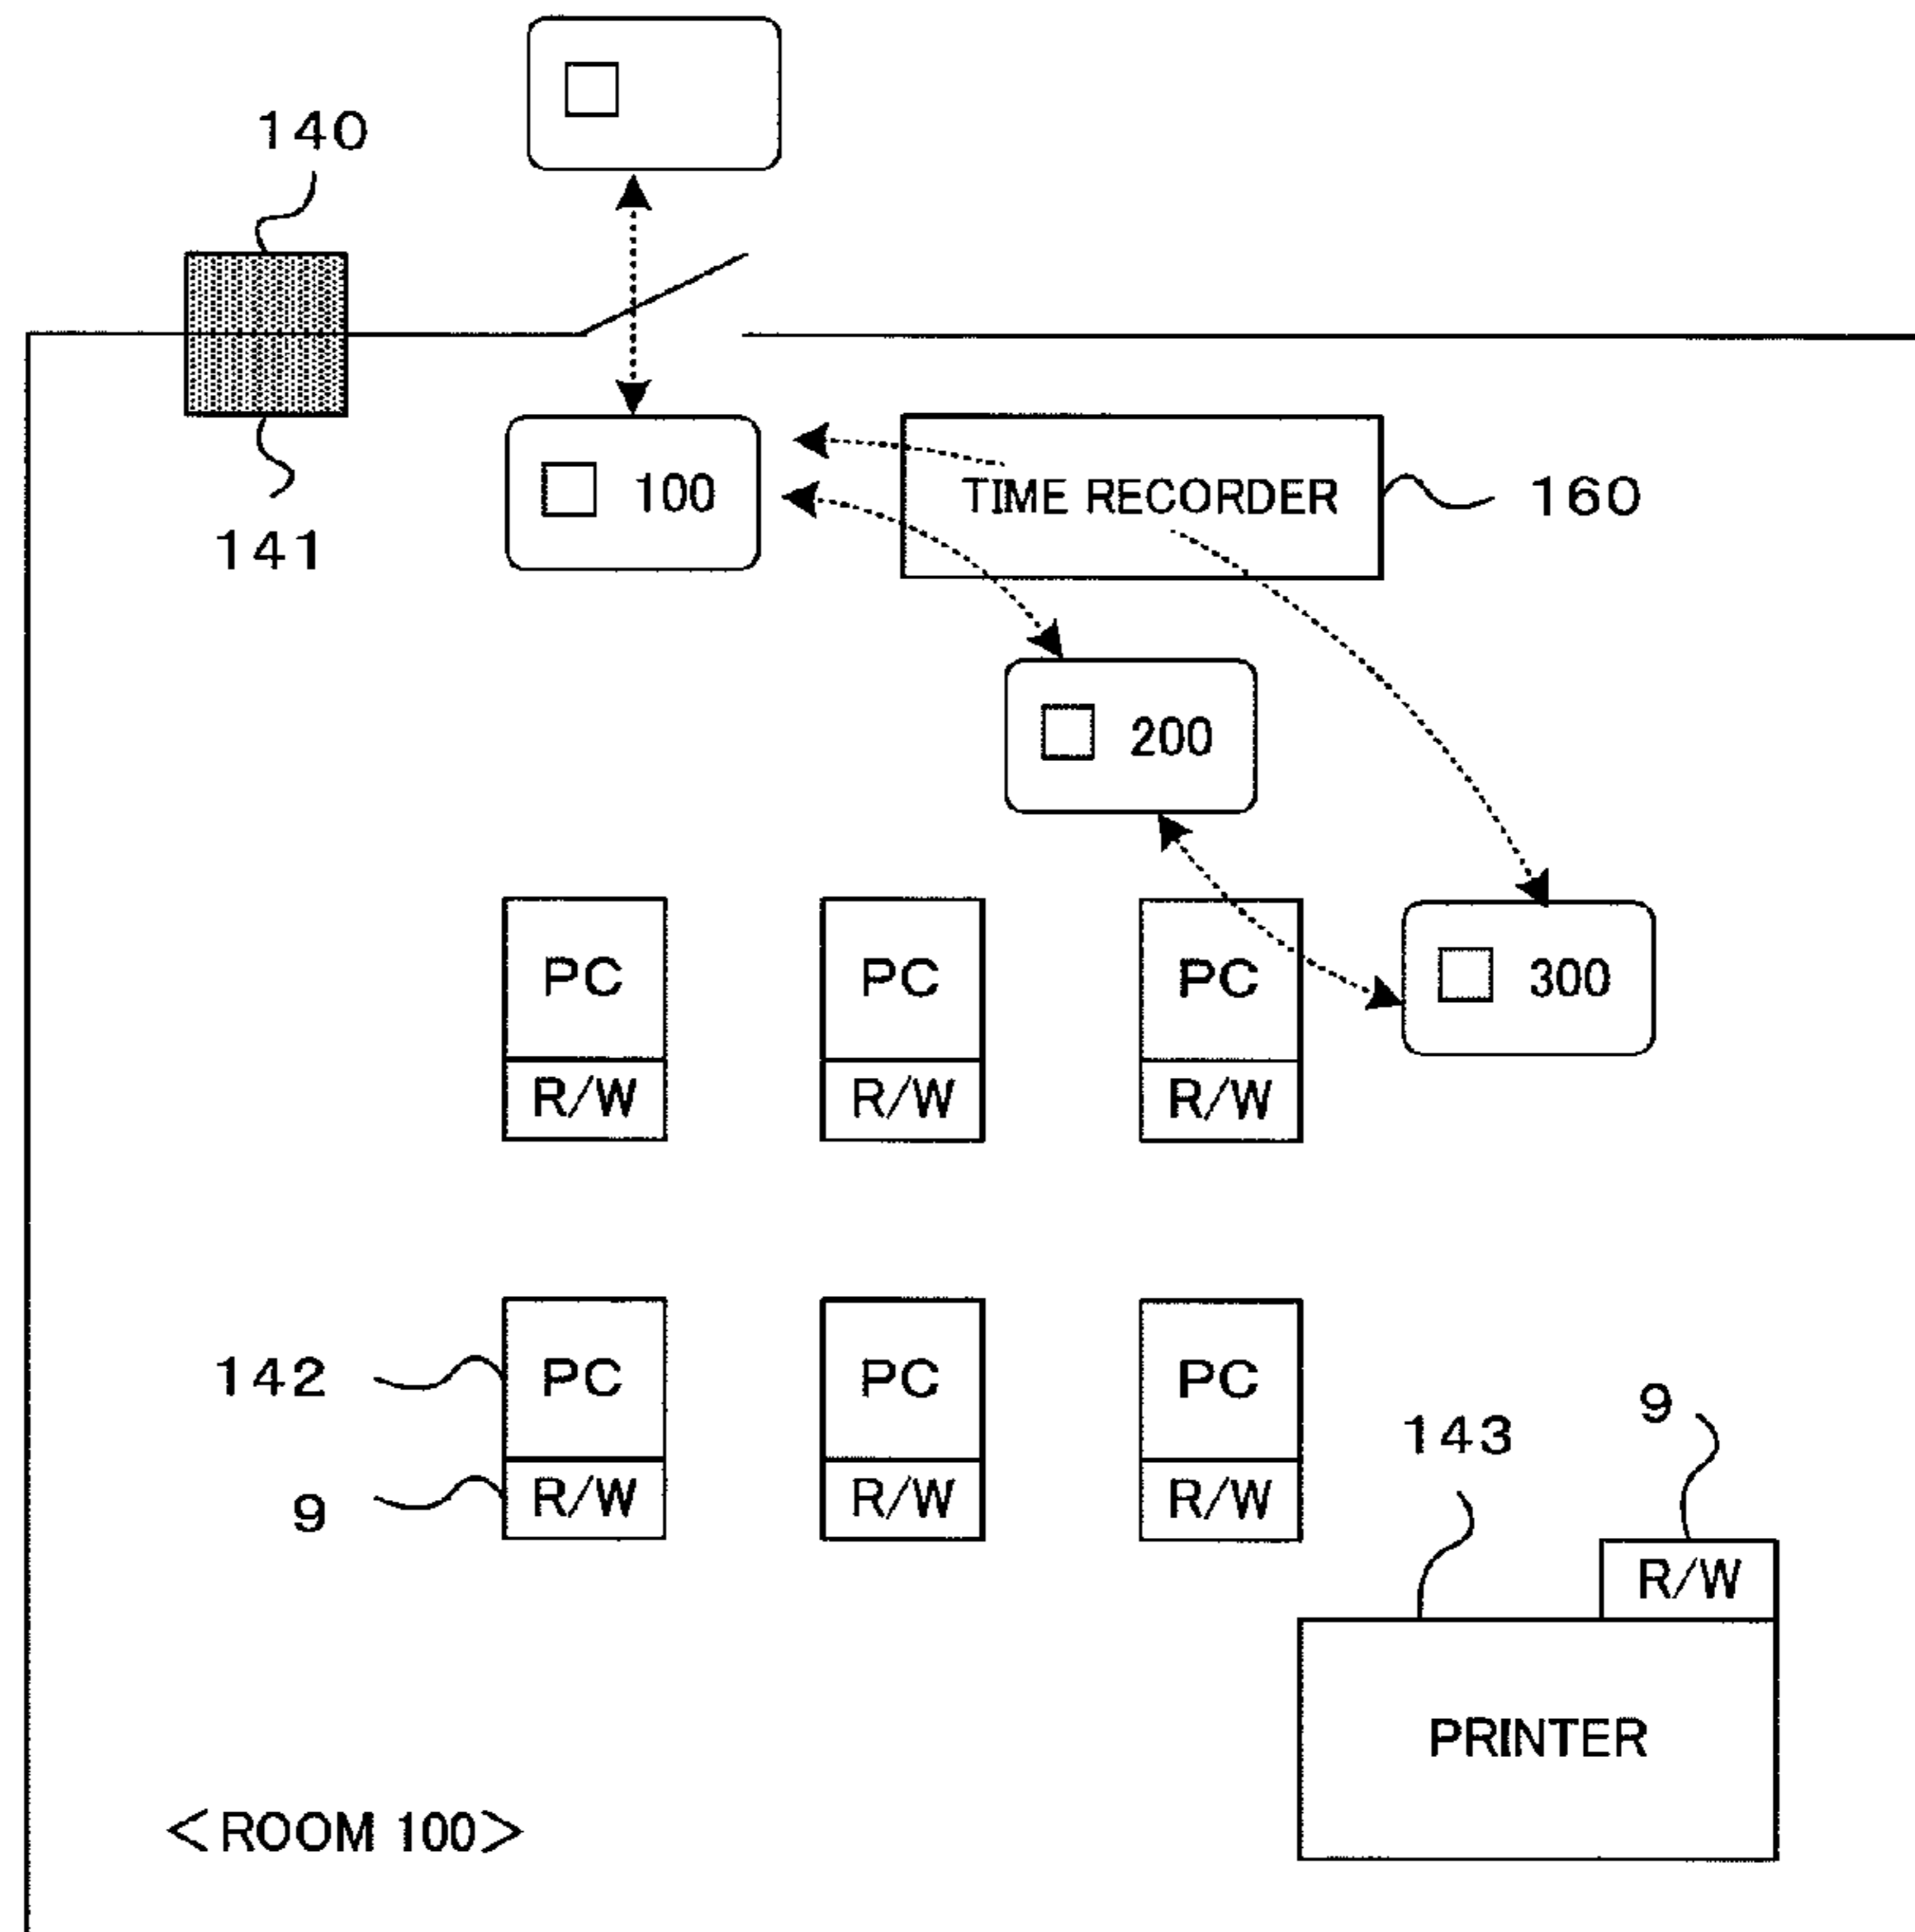 140
141
100
TIME RECORDER
160
200
PC
PC
PC
300
R/W
R/W
R/W
142
PC
PC
PC
9
R/W
R/W
R/W
143
9
R/W
PRINTER
<ROOM 100>